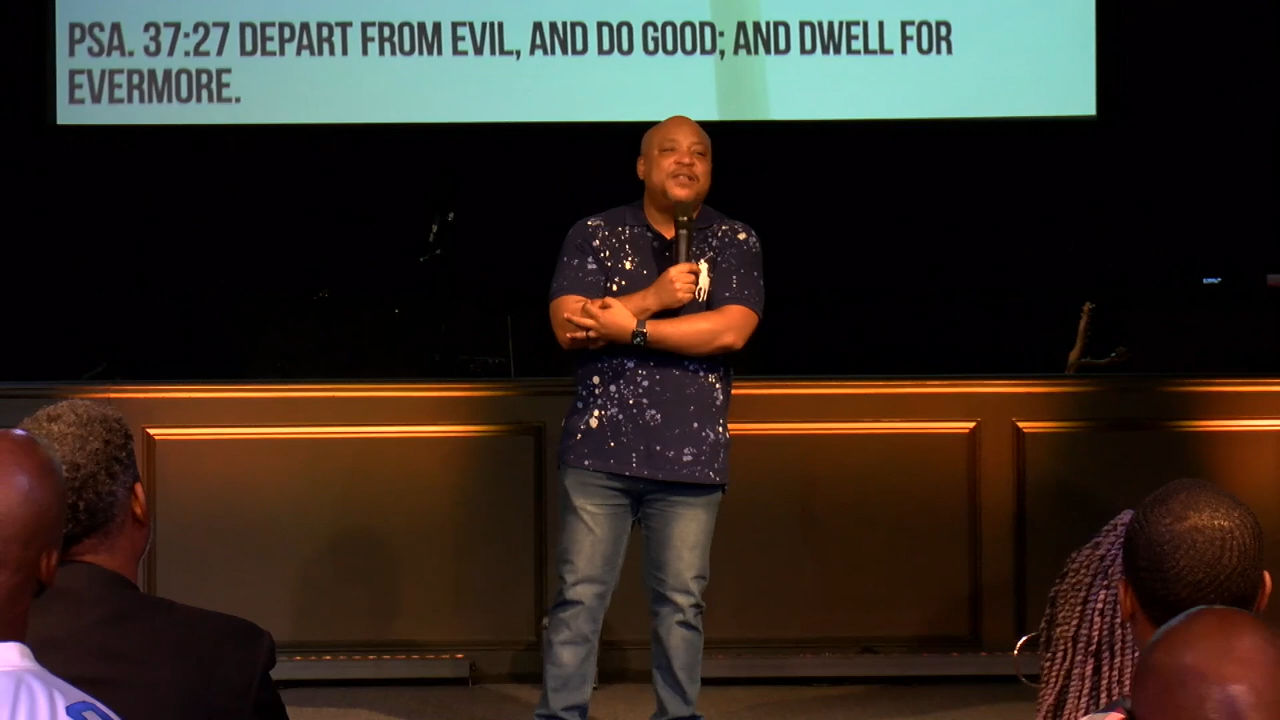 PSA. 37:27 DEPART FROM EVIL, AND DO GOOD; AND DWELL FOR
EVERMORE.